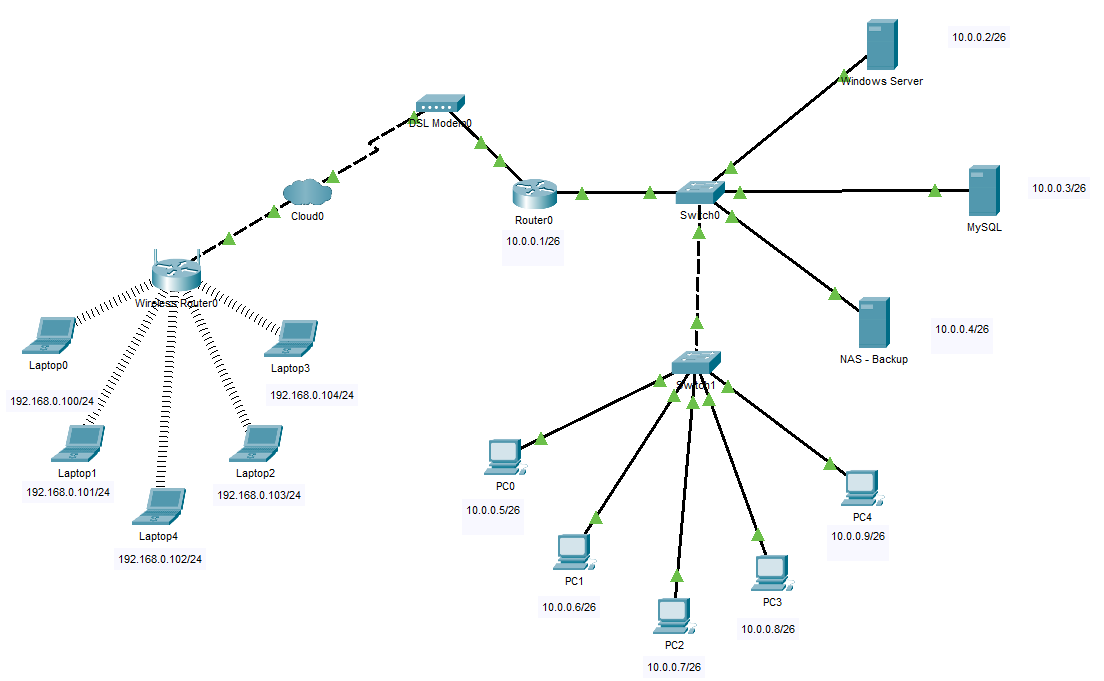 10.0.0.2/26
Windows Server
DSL Modem0
10.0.0.3/26
Cloud0
Router0
Switch0
MySQL
10.0.0.1/26
Wireless Router0
10.0.0.4/26
NAS - Backup
Laptop0
Laptop3
Switch1
192.168.0.100/24
192.168.0.104/24
Laptop1
Laptop2
192.168.0.101/24
192.168.0.103/24
PC0
10.0.0.5/26
PC4
10.0.0.9/26
Laptop4
192.168.0.102/24
PC1
10.0.0.6/26
PC3
10.0.0.8/26
PC2
10.0.0.7/26